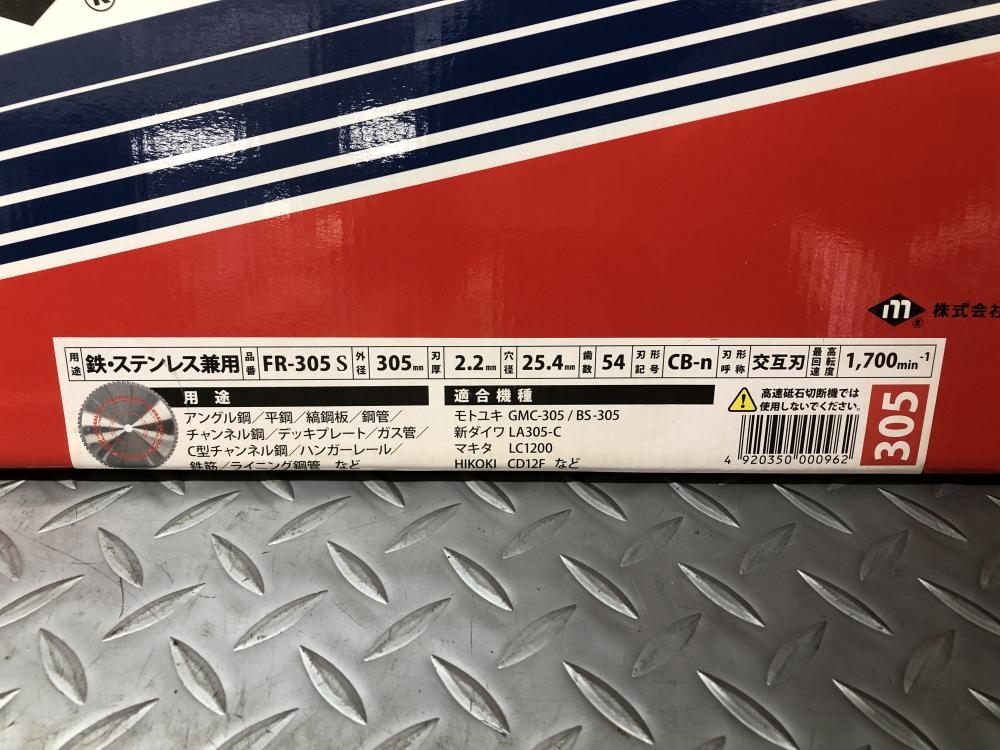 ®
m ® 株式会社
用途 鉄・ステンレス兼用 品番 FR-305 S 外径 305mm 刃厚 2.2mm 穴径 25.4mm 歯数 54 刃形記号 CB-n 刃形呼称 交互刃 最高回転速度 1,700min⁻¹
用途
アングル鋼／平鋼／縞鋼板／鋼管／
チャンネル鋼／デッキプレート／ガス管／
C型チャンネル鋼／ハンガーレール／
鉄筋／ライニング鋼管 など
適合機種
モトユキ GMC-305 / BS-305
新ダイワ LA305-C
マキタ LC1200
HIKOKI CD12F など
高速砥石切断機では
使用しないでください。
4 920350 000962
305